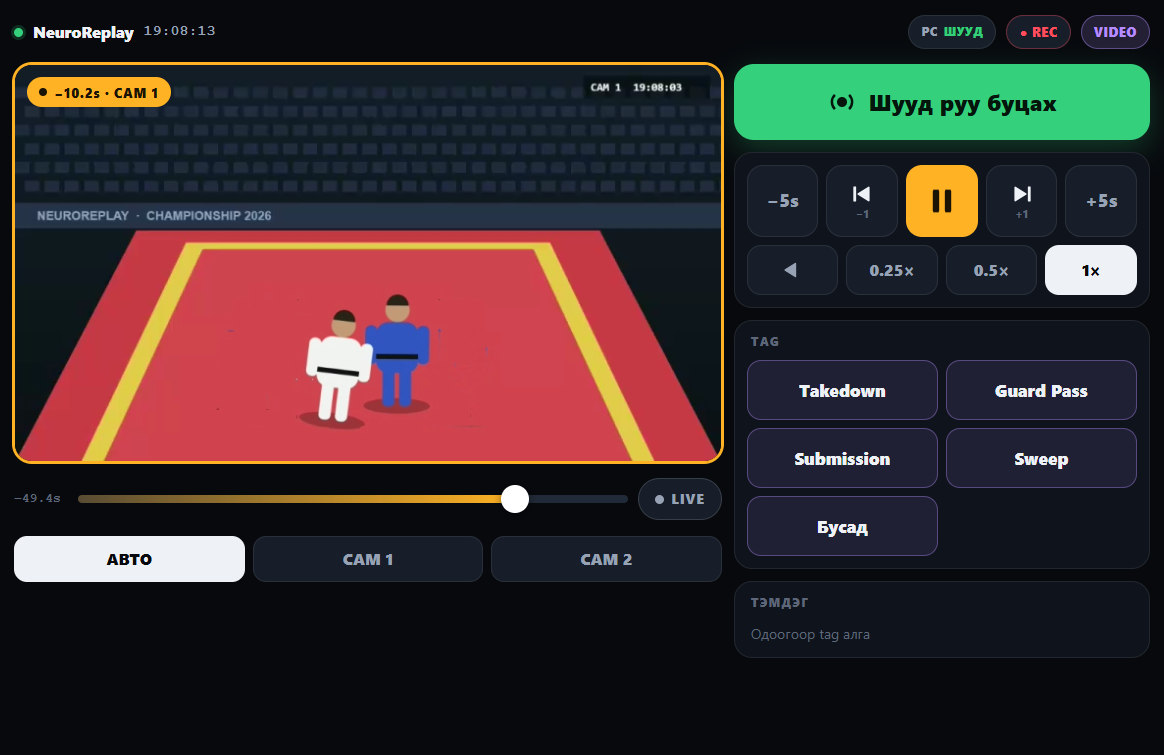 NeuroReplay 19:08:13
PC ШУУД
● REC
VIDEO
−10.2s · CAM 1
CAM 1 19:08:03
NEUROREPLAY · CHAMPIONSHIP 2026
−49.4s
LIVE
АВТО
CAM 1
CAM 2
Шууд руу буцах
−5s
−1
+1
+5s
0.25×
0.5×
1×
TAG
Takedown
Guard Pass
Submission
Sweep
Бусад
ТЭМДЭГ
Одоогоор tag алга